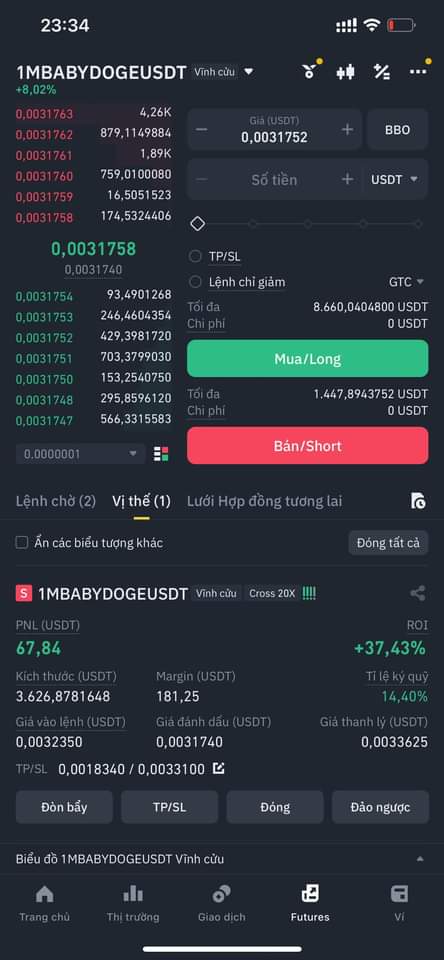 23:34
1MBABYDOGEUSDT Vĩnh cửu
+8,02%
0,0031763 4,26K
0,0031762 879,1149884
0,0031761 1,89K
0,0031760 759,0100080
0,0031759 16,5051523
0,0031758 174,5324406
0,0031758
0,0031740
0,0031754 93,4901268
0,0031753 246,4604354
0,0031752 429,3981720
0,0031751 703,3799030
0,0031750 153,2540750
0,0031748 295,8596120
0,0031747 566,3315583
0.0000001
Giá (USDT)
− 0,0031752 + BBO
− Số tiền + USDT
TP/SL
Lệnh chỉ giảm GTC
Tối đa 8.660,0404800 USDT
Chi phí 0 USDT
Mua/Long
Tối đa 1.447,8943752 USDT
Chi phí 0 USDT
Bán/Short
Lệnh chờ (2) Vị thế (1) Lưới Hợp đồng tương lai
Ẩn các biểu tượng khác Đóng tất cả
S 1MBABYDOGEUSDT Vĩnh cửu Cross 20X !!!!
PNL (USDT) ROI
67,84 +37,43%
Kích thước (USDT) Margin (USDT) Tỉ lệ ký quỹ
3.626,8781648 181,25 14,40%
Giá vào lệnh (USDT) Giá đánh dấu (USDT) Giá thanh lý (USDT)
0,0032350 0,0031740 0,0033625
TP/SL 0,0018340 / 0,0033100
Đòn bẩy TP/SL Đóng Đảo ngược
Biểu đồ 1MBABYDOGEUSDT Vĩnh cửu
Trang chủ Thị trường Giao dịch Futures Ví